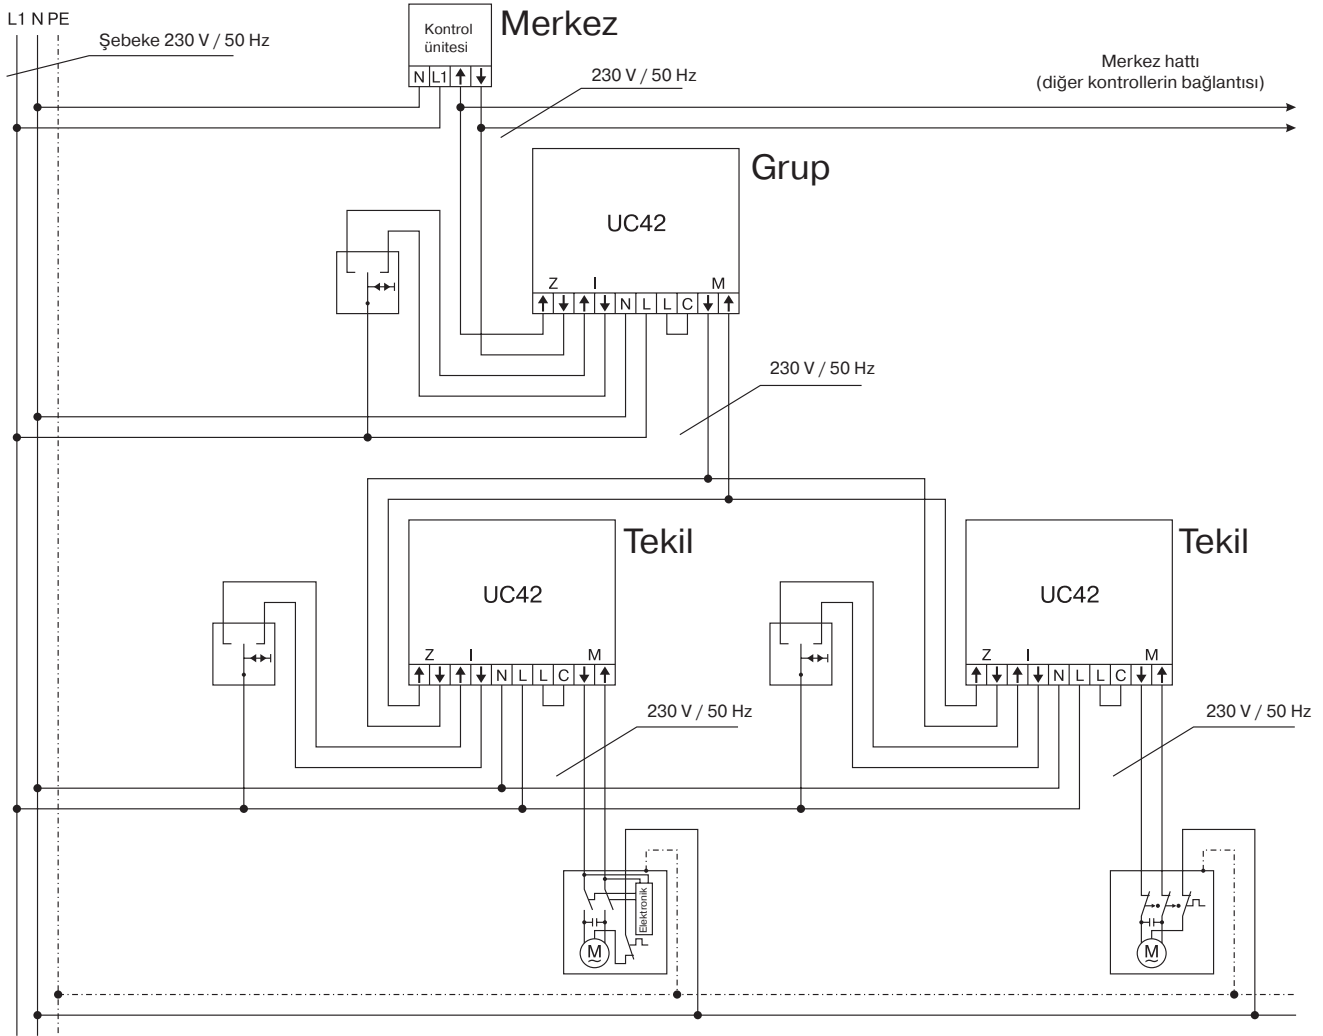 L1 N PE
Şebeke 230 V / 50 Hz
Kontrol
ünitesi
Merkez
N L1
230 V / 50 Hz
Merkez hattı
(diğer kontrollerin bağlantısı)
Grup
UC42
Z I M
N L L C
230 V / 50 Hz
Tekil
UC42
Z I M
N L L C
230 V / 50 Hz
Tekil
UC42
Z I M
N L L C
230 V / 50 Hz
Elektronik
M
M